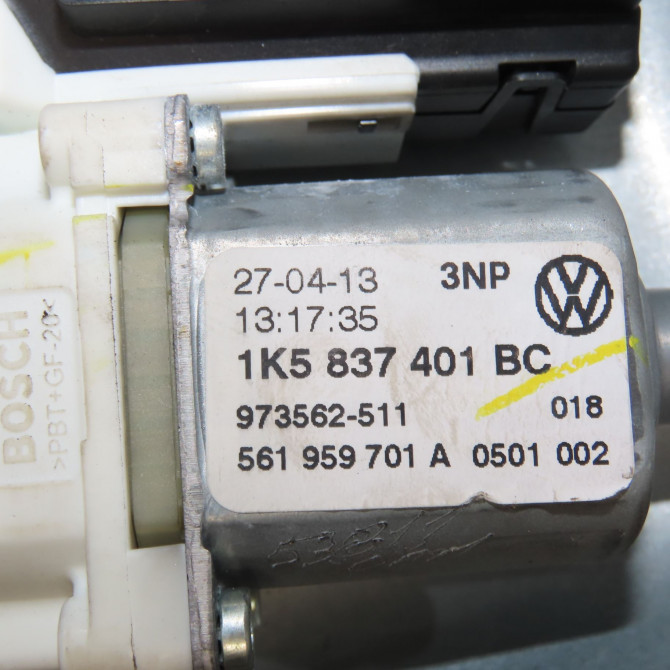 27-04-13 3NP
13:17:35
1K5 837 401 BC
973562-511 018
561 959 701 A 0501 002
BOSCH
>PBT+GF-20<